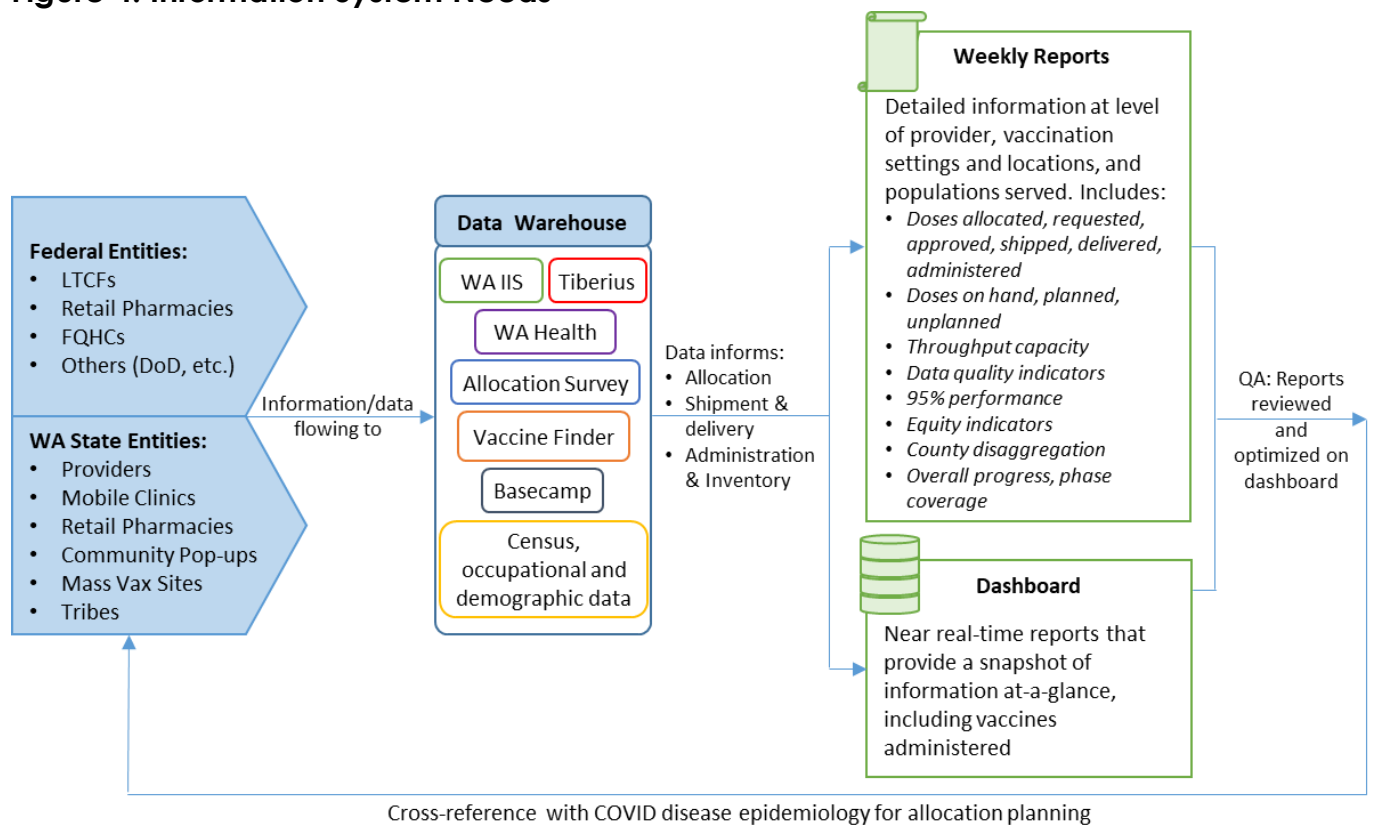 Figure 4. Information System Needs
Federal Entities:
• LTCFs
• Retail Pharmacies
• FQHCs
• Others (DoD, etc.)
WA State Entities:
• Providers
• Mobile Clinics
• Retail Pharmacies
• Community Pop-ups
• Mass Vax Sites
• Tribes
Information/data
flowing to
Data Warehouse
WA IIS
Tiberius
WA Health
Allocation Survey
Vaccine Finder
Basecamp
Census,
occupational and
demographic data
Data informs:
• Allocation
• Shipment &
delivery
• Administration
& Inventory
Weekly Reports
Detailed information at level
of provider, vaccination
settings and locations, and
populations served. Includes:
• Doses allocated, requested,
approved, shipped, delivered,
administered
• Doses on hand, planned,
unplanned
• Throughput capacity
• Data quality indicators
• 95% performance
• Equity indicators
• County disaggregation
• Overall progress, phase
coverage
Dashboard
Near real-time reports that
provide a snapshot of
information at-a-glance,
including vaccines
administered
QA: Reports
reviewed
and
optimized on
dashboard
Cross-reference with COVID disease epidemiology for allocation planning